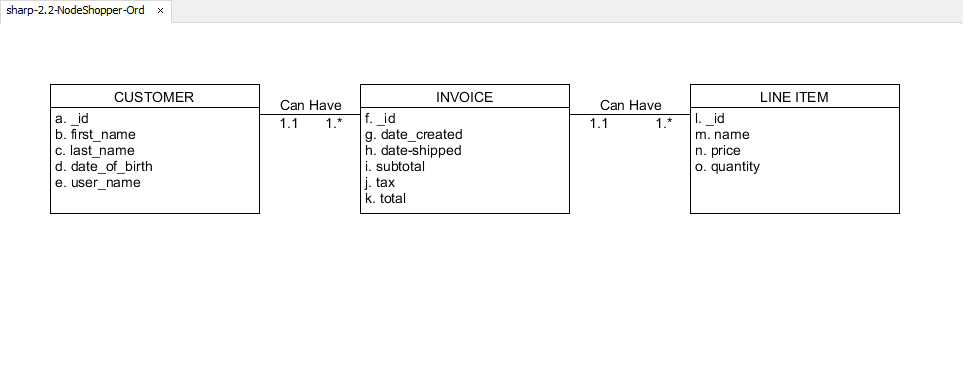 sharp-2.2-NodeShopper-Ord ×
CUSTOMER
a. _id
b. first_name
c. last_name
d. date_of_birth
e. user_name
Can Have
1.1 1.*
INVOICE
f. _id
g. date_created
h. date-shipped
i. subtotal
j. tax
k. total
Can Have
1.1 1.*
LINE ITEM
l. _id
m. name
n. price
o. quantity